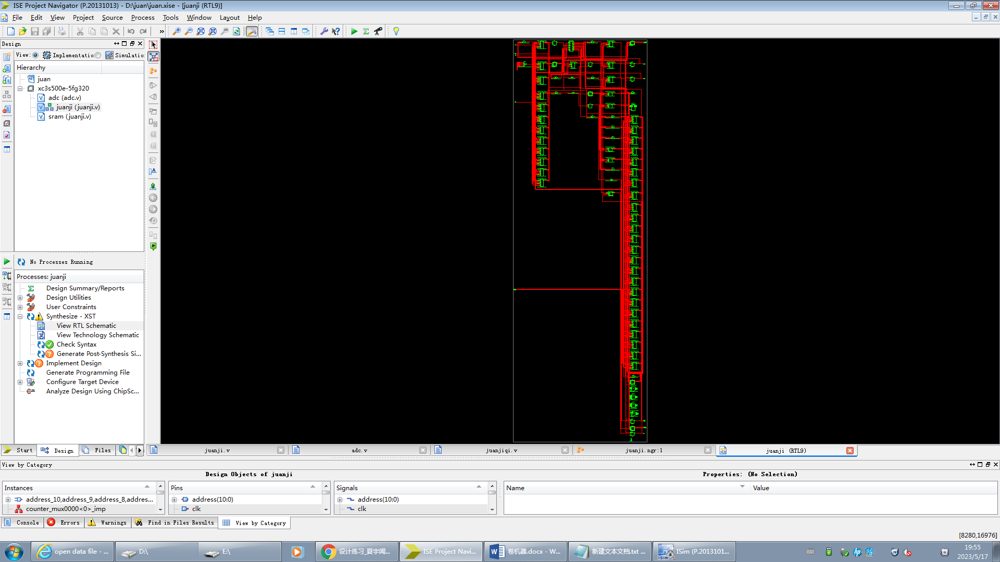 ISE Project Navigator (P.20131013) - D:\juan\juan.xise - [juanji (RTL9)]
File Edit View Project Source Process Tools Window Layout Help
Design
View: Implementatio: Simulatio:
Hierarchy
juan
xc3s500e-5fg320
adc (adc.v)
juanji (juanji.v)
sram (juanji.v)
No Processes Running
Processes: juanji
Design Summary/Reports
Design Utilities
User Constraints
Synthesize - XST
View RTL Schematic
View Technology Schematic
Check Syntax
Generate Post-Synthesis Si...
Implement Design
Generate Programming File
Configure Target Device
Analyze Design Using ChipSc...
Start Design Files
juanji.v adc.v juanjiqi.v juanji.ngr:1 juanji (RTL9)
View by Category
Design Objects of juanji Properties: (No Selection)
Instances Pins Signals Name Value
address_10,address_9,address_8,addres... address(10:0) address(10:0)
counter_mux0000<0>_imp clk clk
Console Errors Warnings Find in Files Results View by Category
[8280,16976]
open data file - ... D:\ E:\ 设计练习_夏宇闻... ISE Project Navi... 卷机器.docx - W... 新建文本文档.txt ... ISim (P.2013101...
19:55
2023/5/17